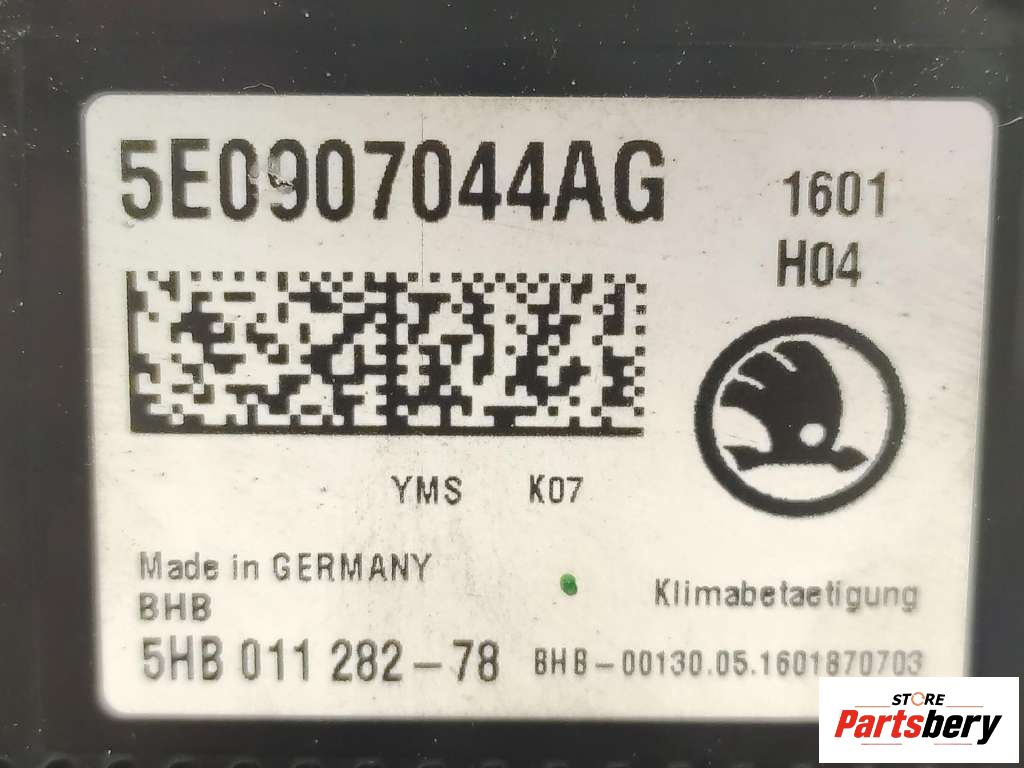 5E0907044AG
1601
H04
YMS K07
Made in GERMANY
BHB
Klimabetaetigung
5HB 011 282-78 BHB-00130.05.1601870703
STORE
Partsbery